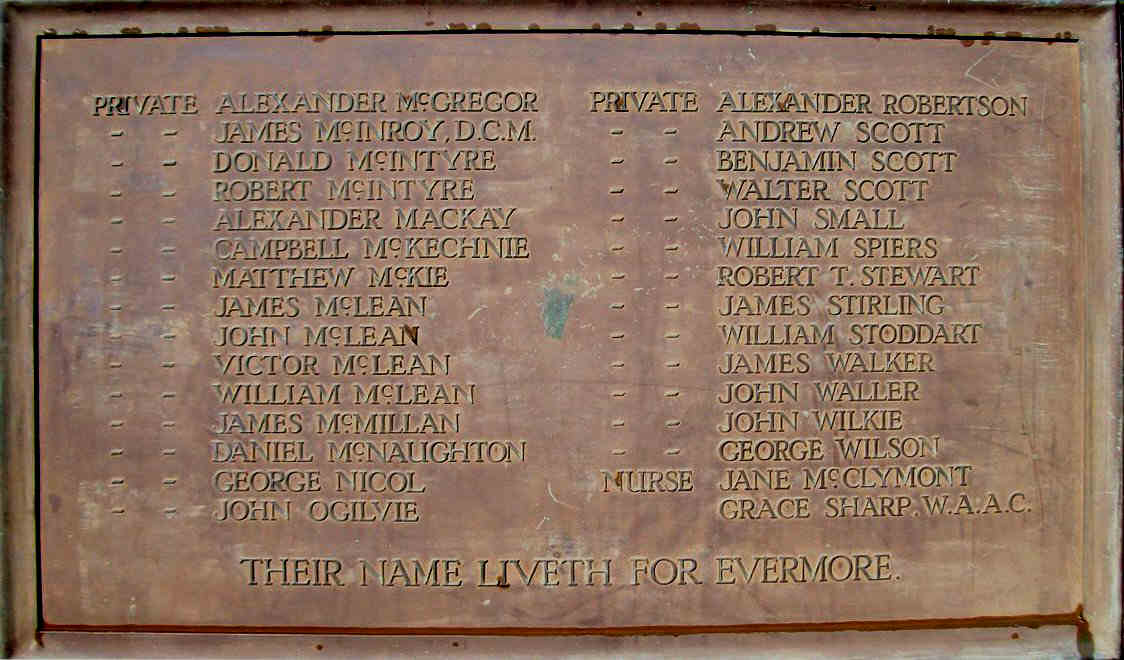 PRIVATE ALEXANDER McGREGOR
- - JAMES McINROY, D.C.M.
- - DONALD McINTYRE
- - ROBERT McINTYRE
- - ALEXANDER MACKAY
- - CAMPBELL McKECHNIE
- - MATTHEW McKIE
- - JAMES McLEAN
- - JOHN McLEAN
- - VICTOR McLEAN
- - WILLIAM McLEAN
- - JAMES McMILLAN
- - DANIEL McNAUGHTON
- - GEORGE NICOL
- - JOHN OGILVIE
PRIVATE ALEXANDER ROBERTSON
- - ANDREW SCOTT
- - BENJAMIN SCOTT
- - WALTER SCOTT
- - JOHN SMALL
- - WILLIAM SPIERS
- - ROBERT T. STEWART
- - JAMES STIRLING
- - WILLIAM STODDART
- - JAMES WALKER
- - JOHN WALLER
- - JOHN WILKIE
- - GEORGE WILSON
NURSE JANE McCLYMONT
GRACE SHARP. W.A.A.C.
THEIR NAME LIVETH FOR EVERMORE.